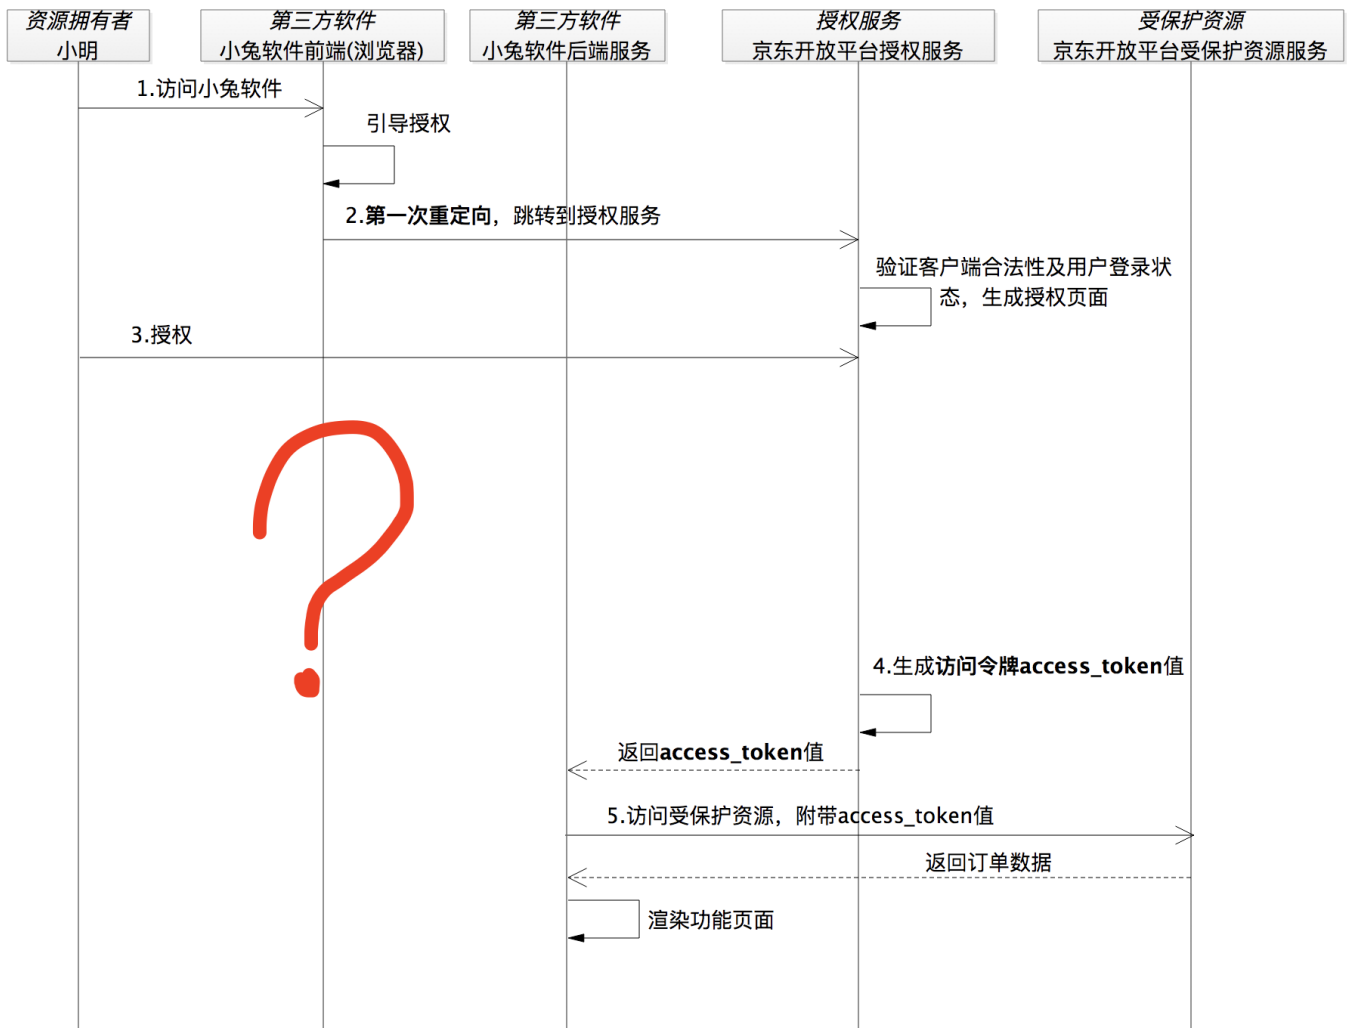 资源拥有者
小明
第三方软件
小兔软件前端(浏览器)
第三方软件
小兔软件后端服务
授权服务
京东开放平台授权服务
受保护资源
京东开放平台受保护资源服务
1.访问小兔软件
引导授权
2.第一次重定向，跳转到授权服务
验证客户端合法性及用户登录状
态，生成授权页面
3.授权
?
4.生成访问令牌access_token值
返回access_token值
5.访问受保护资源，附带access_token值
返回订单数据
渲染功能页面